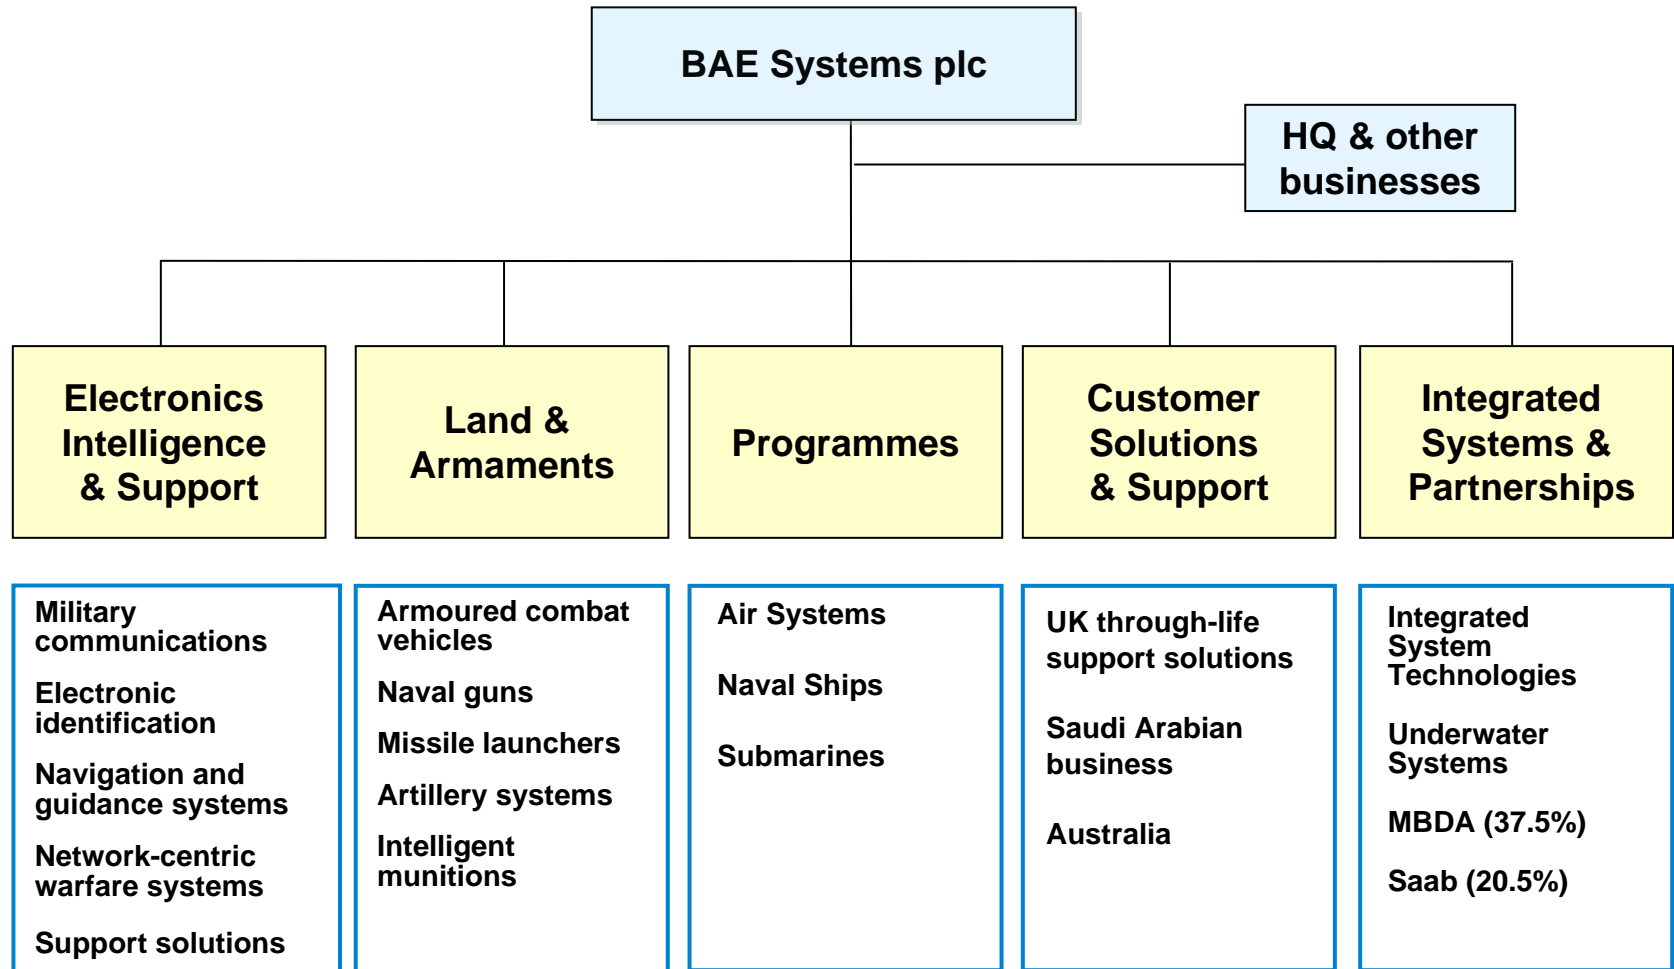 BAE Systems plc
HQ & other
businesses
Electronics
Intelligence
& Support
Land &
Armaments
Programmes
Customer
Solutions
& Support
Integrated
Systems &
Partnerships
Military
communications
Electronic
identification
Navigation and
guidance systems
Network-centric
warfare systems
Support solutions
Armoured combat
vehicles
Naval guns
Missile launchers
Artillery systems
Intelligent
munitions
Air Systems
Naval Ships
Submarines
UK through-life
support solutions
Saudi Arabian
business
Australia
Integrated
System
Technologies
Underwater
Systems
MBDA (37.5%)
Saab (20.5%)